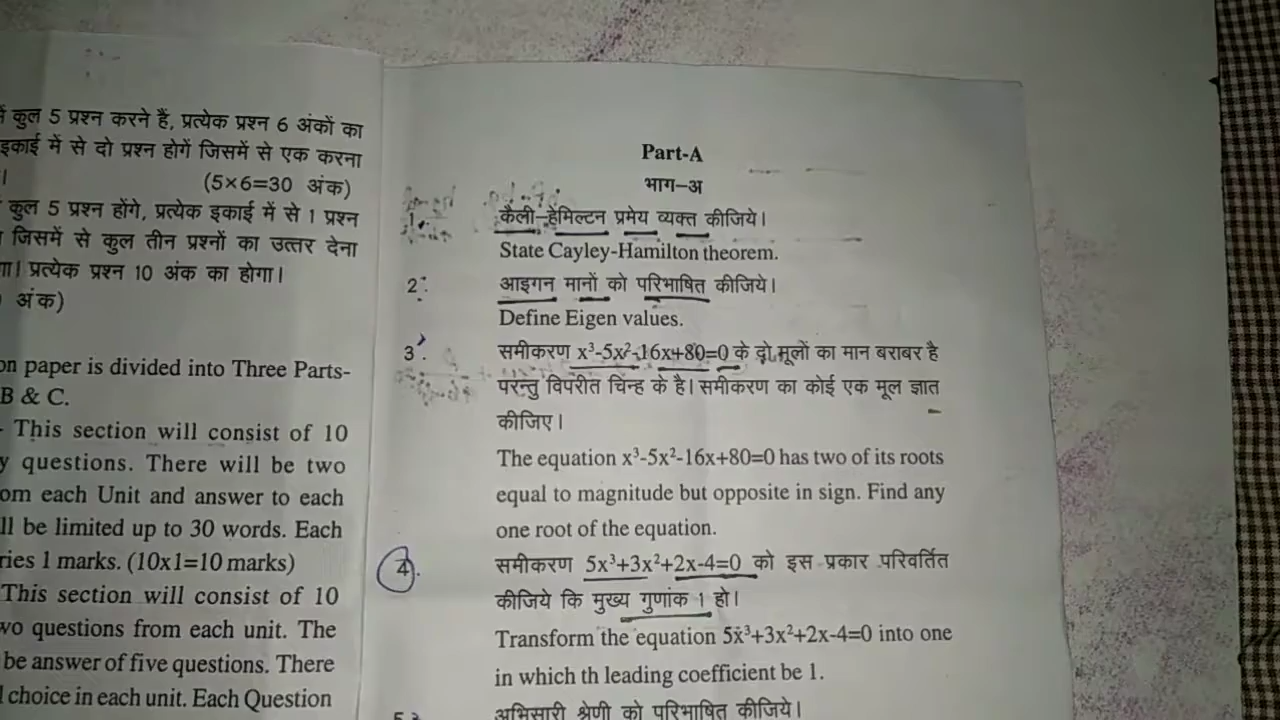 कुल 5 प्रश्न करने हैं, प्रत्येक प्रश्न 6 अंकों का
इकाई में से दो प्रश्न होगें जिसमें से एक करना
(5×6=30 अंक)
कुल 5 प्रश्न होंगे, प्रत्येक इकाई में से 1 प्रश्न
जिसमें से कुल तीन प्रश्नों का उत्तर देना
प्रत्येक प्रश्न 10 अंक का होगा।
अंक)
on paper is divided into Three Parts-
B & C.
- This section will consist of 10
y questions. There will be two
om each Unit and answer to each
ll be limited up to 30 words. Each
ries 1 marks. (10x1=10 marks)
This section will consist of 10
wo questions from each unit. The
be answer of five questions. There
l choice in each unit. Each Question
Part-A
भाग–अ
1. कैली–हेमिल्टन प्रमेय व्यक्त कीजिये।
State Cayley-Hamilton theorem.
2. आइगन मानों को परिभाषित कीजिये।
Define Eigen values.
3. समीकरण x³-5x²-16x+80=0 के दो मूलों का मान बराबर है
परन्तु विपरीत चिन्ह के है। समीकरण का कोई एक मूल ज्ञात
कीजिए।
The equation x³-5x²-16x+80=0 has two of its roots
equal to magnitude but opposite in sign. Find any
one root of the equation.
4. समीकरण 5x³+3x²+2x-4=0 को इस प्रकार परिवर्तित
कीजिये कि मुख्य गुणांक 1 हो।
Transform the equation 5x³+3x²+2x-4=0 into one
in which th leading coefficient be 1.
5. अभिसारी श्रेणी को परिभाषित कीजिये।